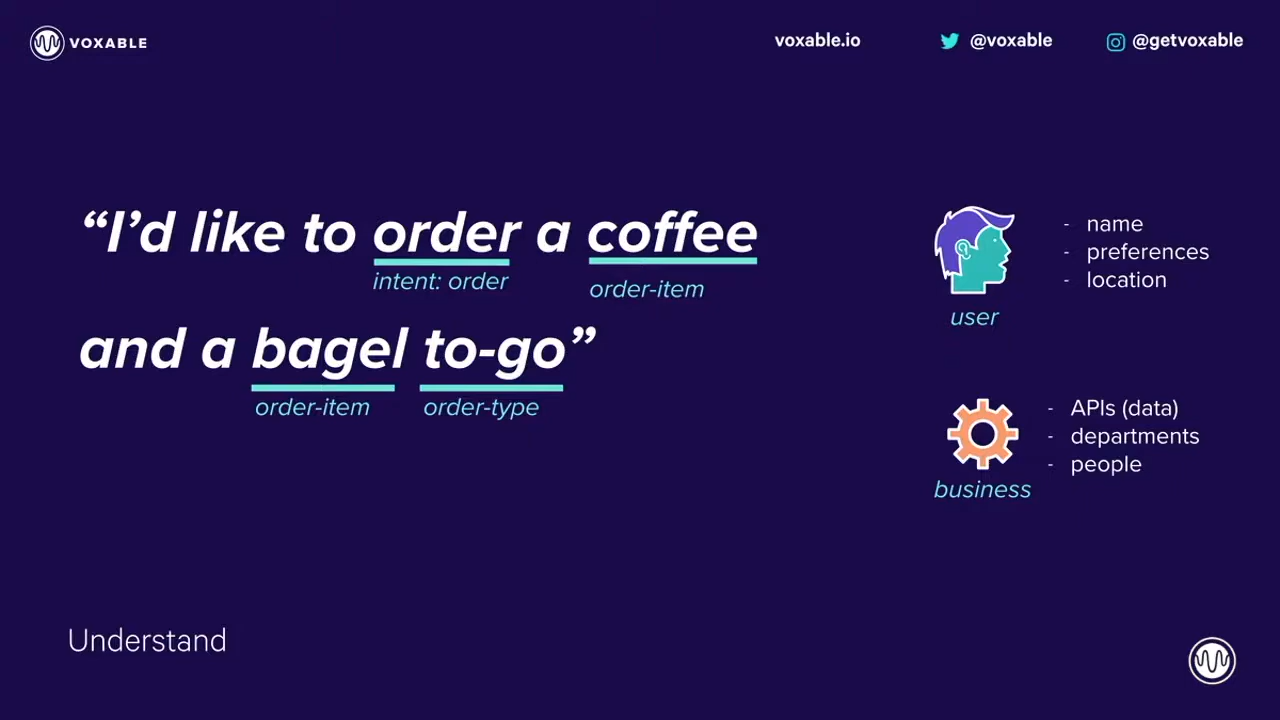 VOXABLE
voxable.io
@voxable
@getvoxable
“I’d like to order a coffee
intent: order
order-item
and a bagel to-go”
order-item
order-type
- name
- preferences
- location
user
- APIs (data)
- departments
- people
business
Understand